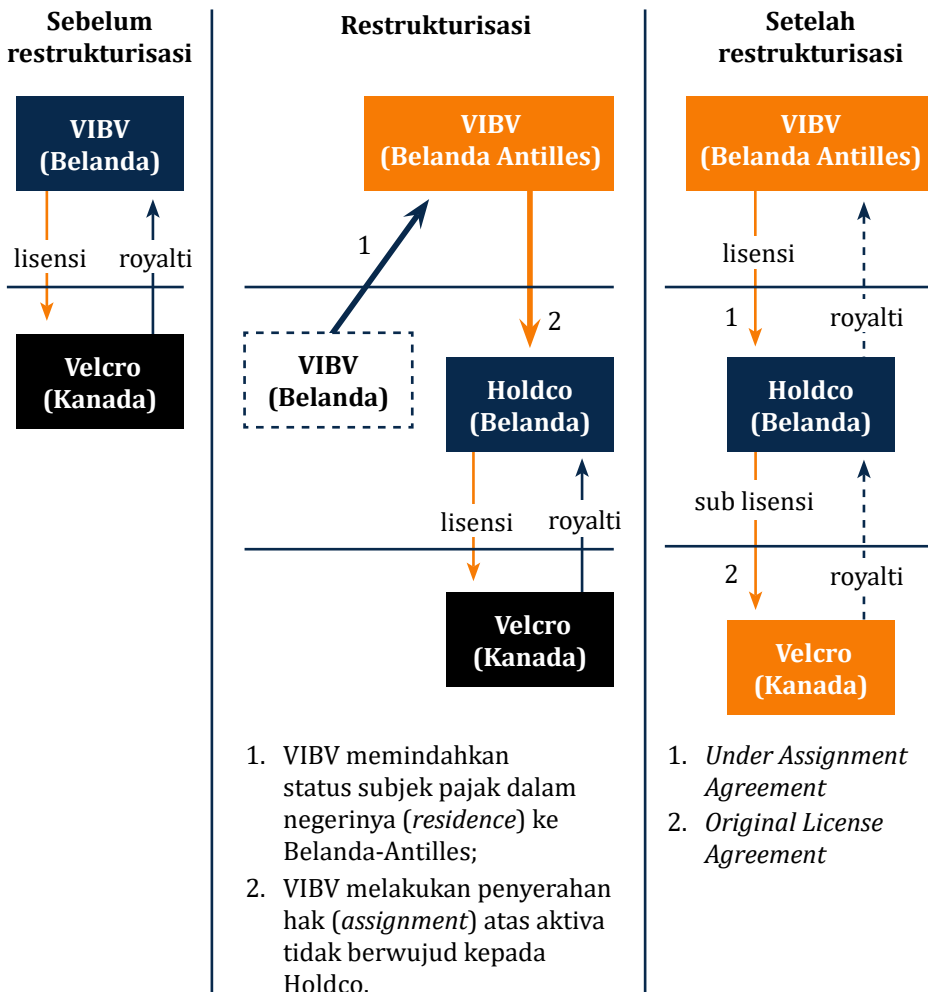 Sebelum
restrukturisasi
VIBV
(Belanda)
lisensi
royalti
Velcro
(Kanada)
Restrukturisasi
VIBV
(Belanda Antilles)
1
2
VIBV
(Belanda)
Holdco
(Belanda)
lisensi
royalti
Velcro
(Kanada)
1. VIBV memindahkan
status subjek pajak dalam
negerinya (residence) ke
Belanda-Antilles;
2. VIBV melakukan penyerahan
hak (assignment) atas aktiva
tidak berwujud kepada
Holdco.
Setelah
restrukturisasi
VIBV
(Belanda Antilles)
lisensi
1
royalti
Holdco
(Belanda)
sub lisensi
2
royalti
Velcro
(Kanada)
1. Under Assignment
Agreement
2. Original License
Agreement